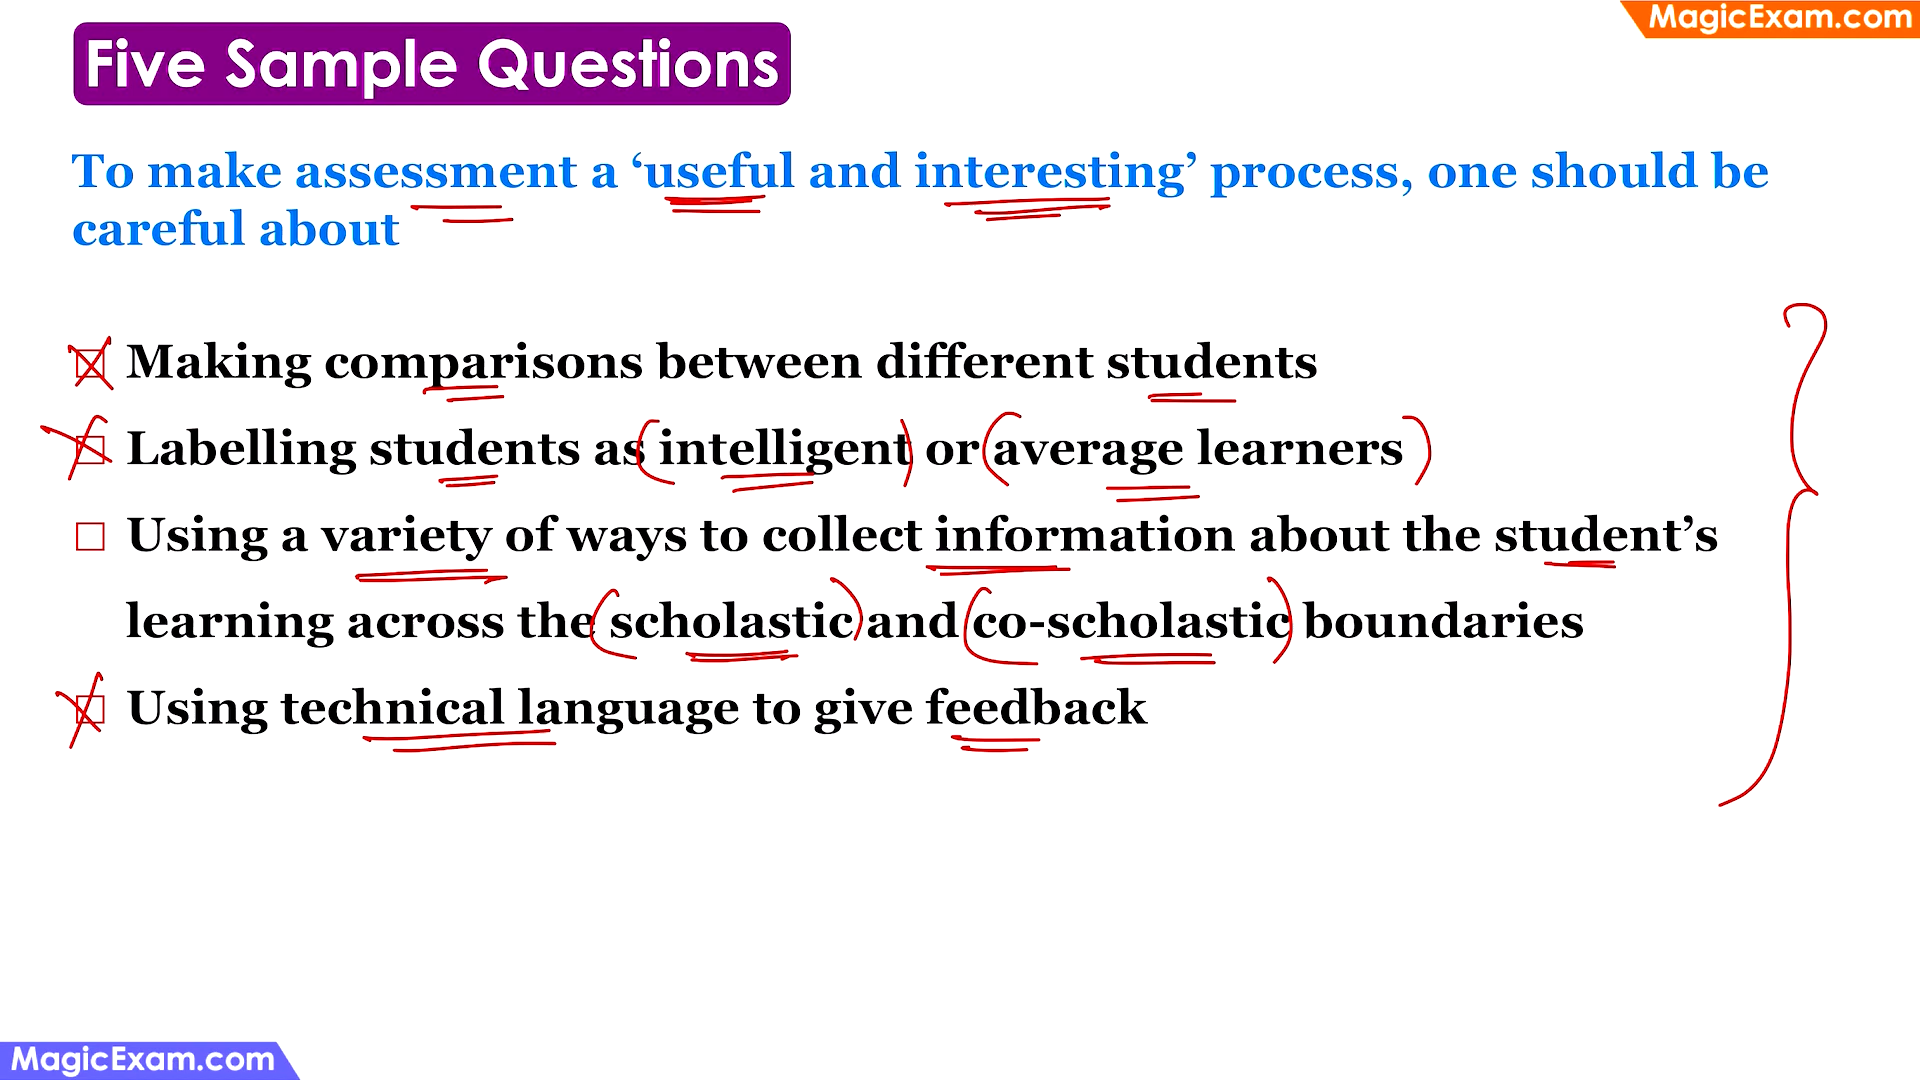 MagicExam.com
Five Sample Questions
To make assessment a ‘useful and interesting’ process, one should be
careful about
Making comparisons between different students
Labelling students as intelligent or average learners
Using a variety of ways to collect information about the student’s
learning across the scholastic and co-scholastic boundaries
Using technical language to give feedback
MagicExam.com